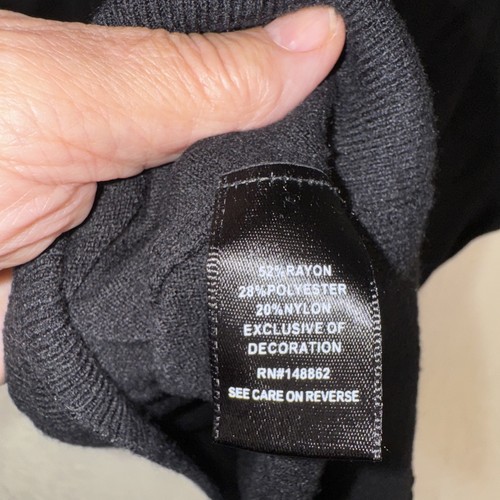 52%RAYON
28%POLYESTER
20%NYLON
EXCLUSIVE OF
DECORATION
RN#148862
SEE CARE ON REVERSE